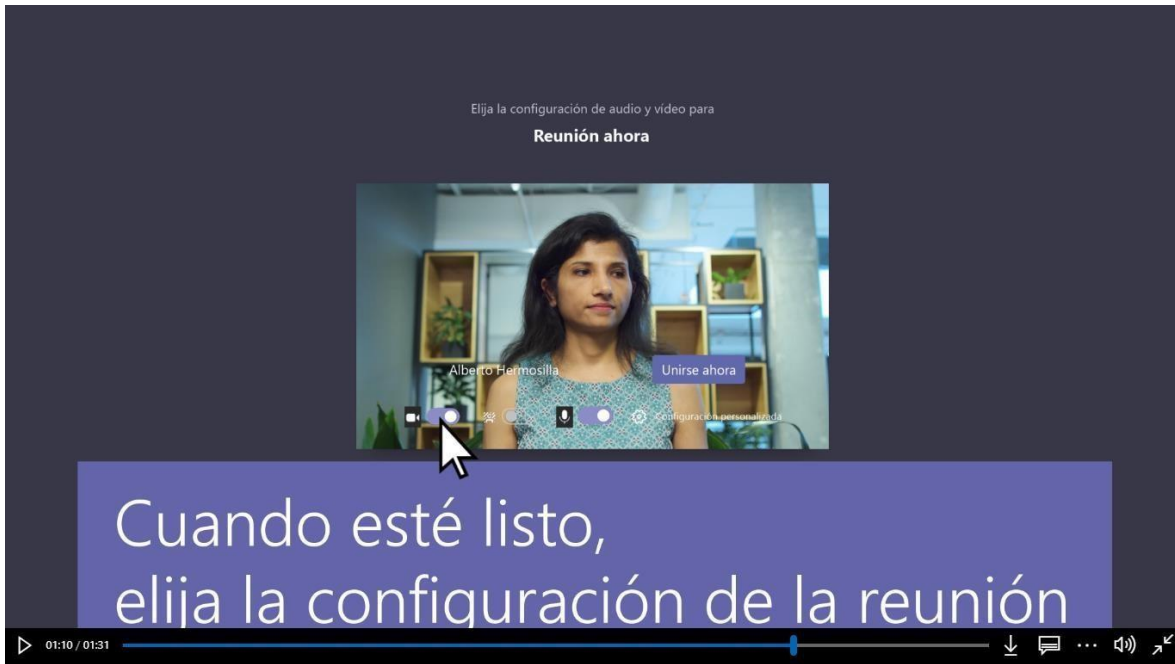 Elija la configuración de audio y vídeo para
Reunión ahora
Alberto Hermosilla
Unirse ahora
Configuración personalizada
Cuando esté listo,
elija la configuración de la reunión
01:10 / 01:31